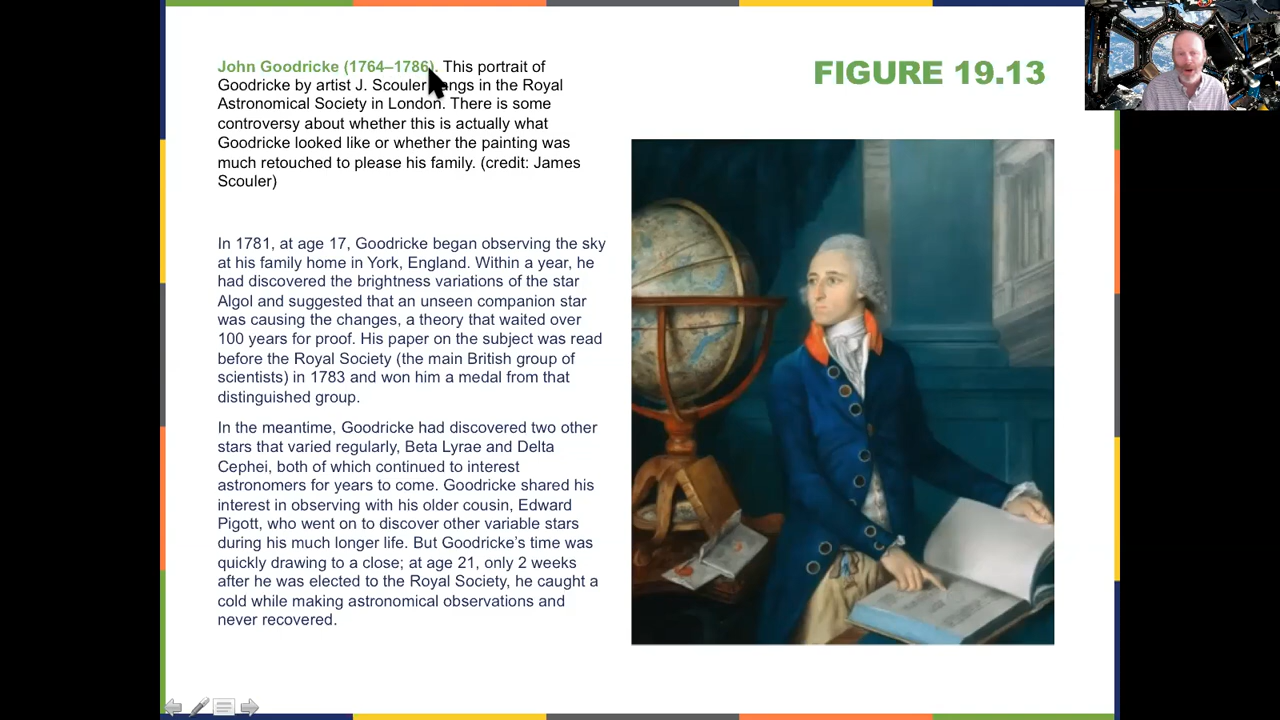 John Goodricke (1764–1786). This portrait of
Goodricke by artist J. Scouler hangs in the Royal
Astronomical Society in London. There is some
controversy about whether this is actually what
Goodricke looked like or whether the painting was
much retouched to please his family. (credit: James
Scouler)
FIGURE 19.13
In 1781, at age 17, Goodricke began observing the sky
at his family home in York, England. Within a year, he
had discovered the brightness variations of the star
Algol and suggested that an unseen companion star
was causing the changes, a theory that waited over
100 years for proof. His paper on the subject was read
before the Royal Society (the main British group of
scientists) in 1783 and won him a medal from that
distinguished group.
In the meantime, Goodricke had discovered two other
stars that varied regularly, Beta Lyrae and Delta
Cephei, both of which continued to interest
astronomers for years to come. Goodricke shared his
interest in observing with his older cousin, Edward
Pigott, who went on to discover other variable stars
during his much longer life. But Goodricke’s time was
quickly drawing to a close; at age 21, only 2 weeks
after he was elected to the Royal Society, he caught a
cold while making astronomical observations and
never recovered.